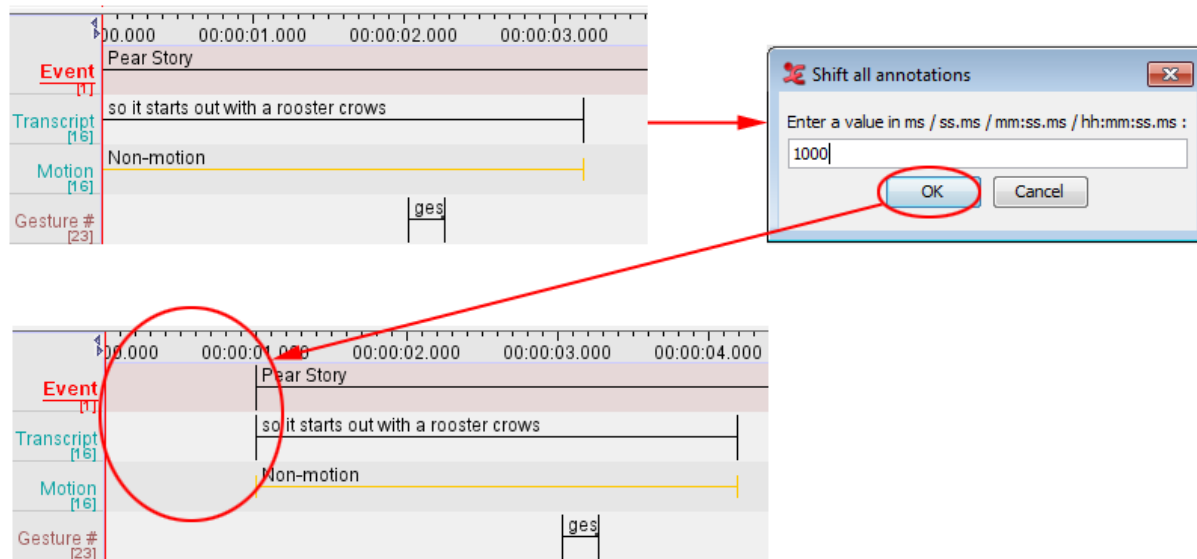 00.000 00:00:01.000 00:00:02.000 00:00:03.000
Event
[1]
Pear Story
Transcript
[16]
so it starts out with a rooster crows
Motion
[16]
Non-motion
Gesture #
[23]
ges
Shift all annotations
Enter a value in ms / ss.ms / mm:ss.ms / hh:mm:ss.ms :
1000
OK Cancel
00.000 00:00:01.000 00:00:02.000 00:00:03.000 00:00:04.000
Event
[1]
Pear Story
Transcript
[16]
so it starts out with a rooster crows
Motion
[16]
Non-motion
Gesture #
[23]
ges